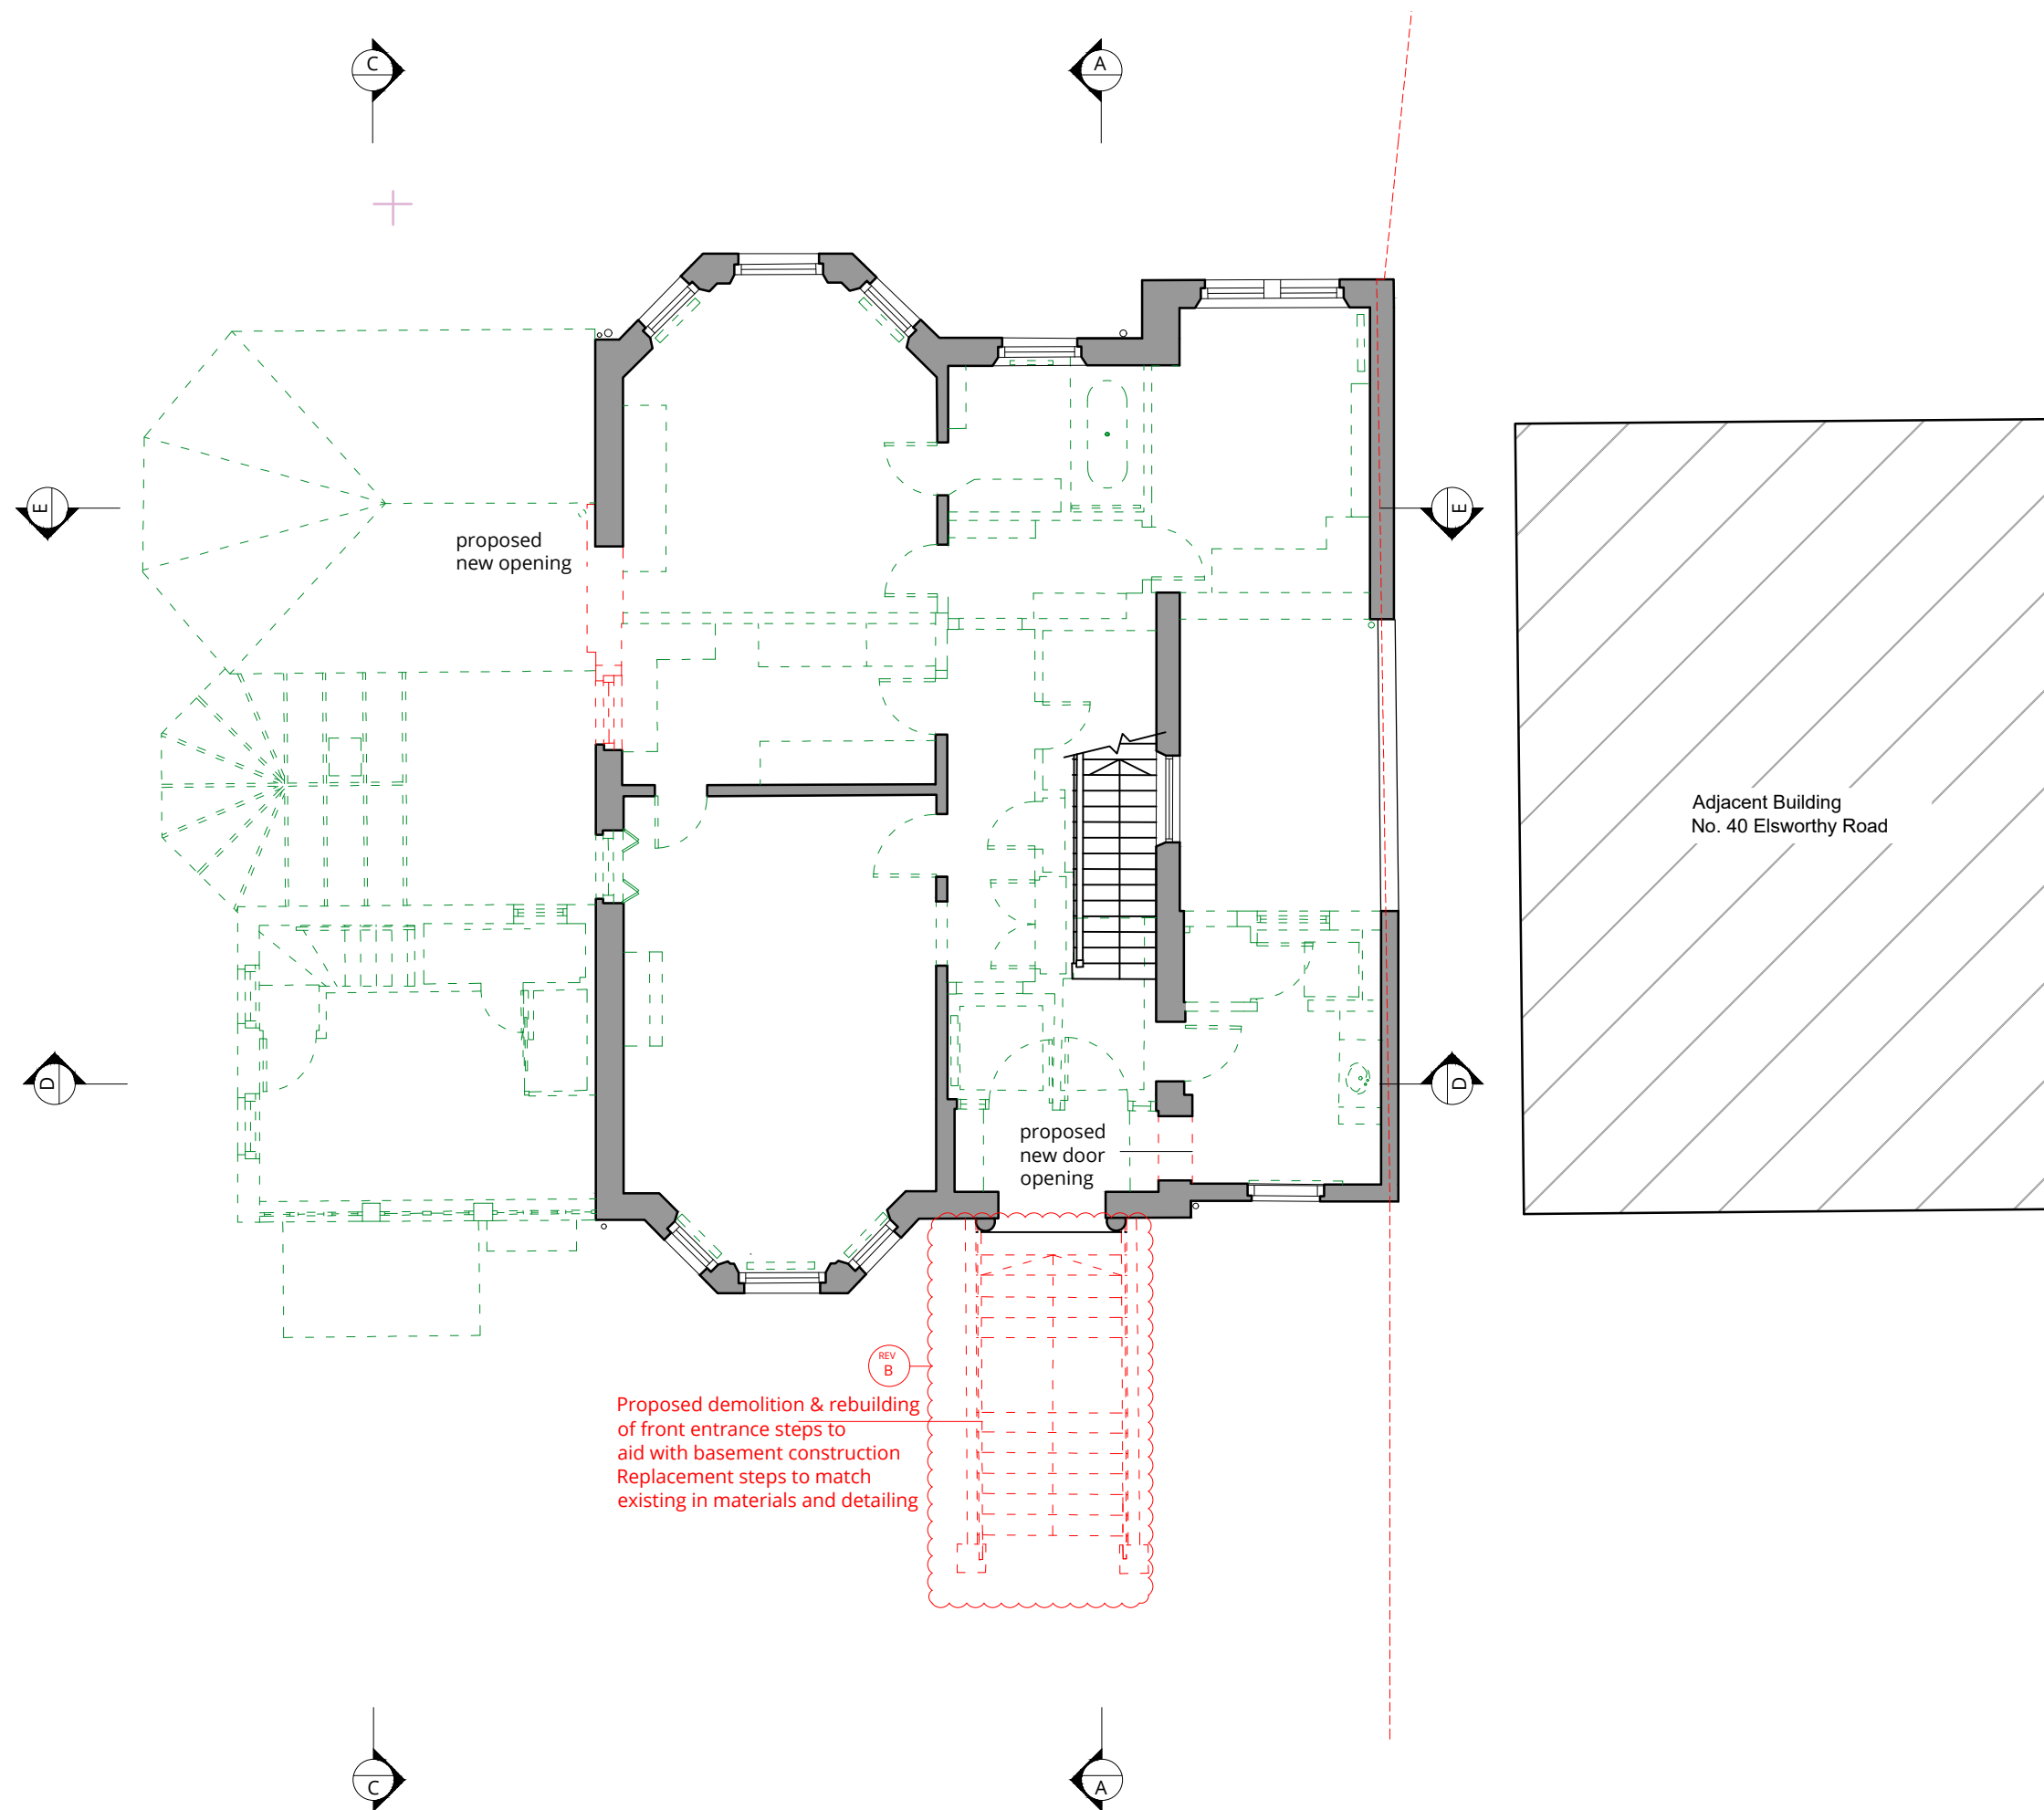 C
A
E
E
proposed
new opening
Adjacent Building
No. 40 Elsworthy Road
D
D
proposed
new door
opening
REV
B
Proposed demolition & rebuilding
of front entrance steps to
aid with basement construction
Replacement steps to match
existing in materials and detailing
C
A